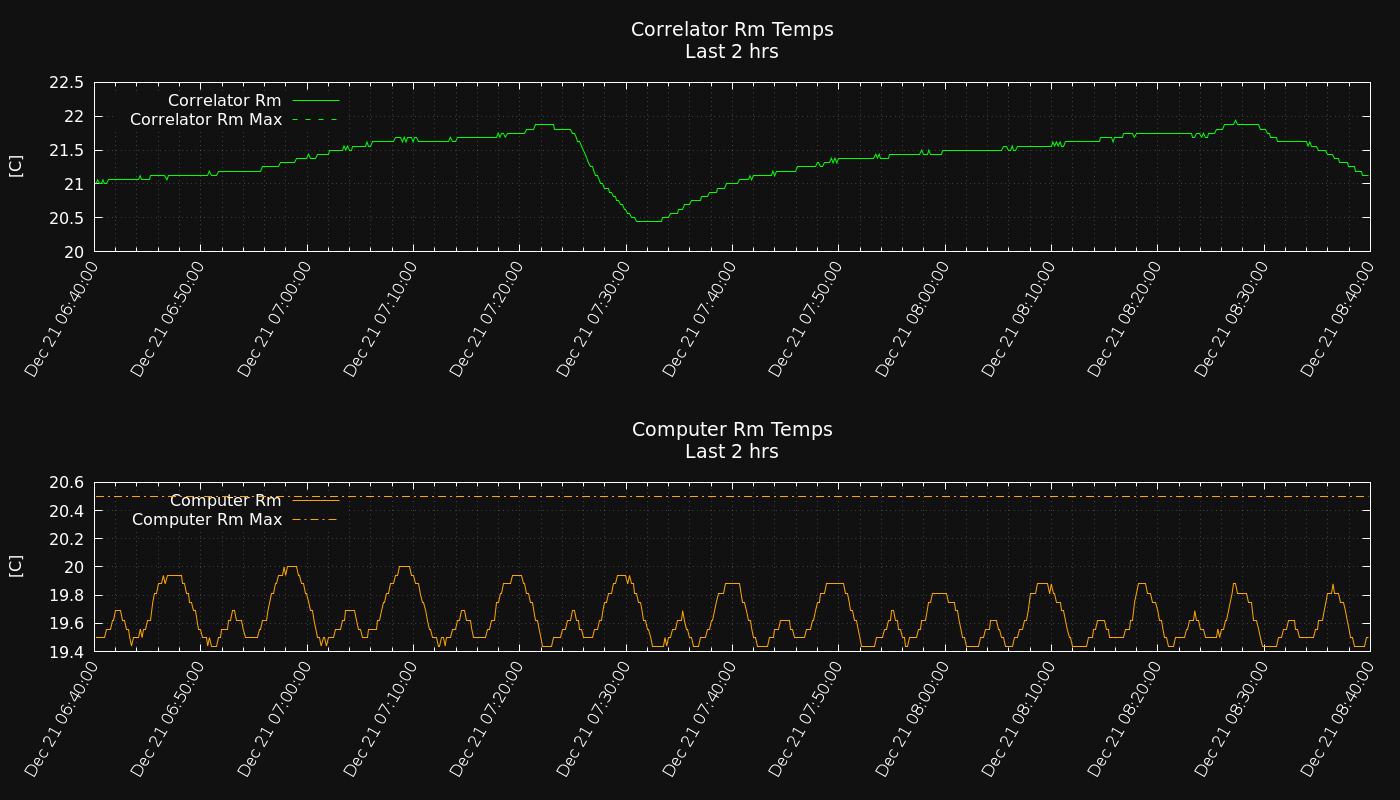 Correlator Rm Temps
Last 2 hrs
22.5
22
21.5
21
20.5
20
[C]
Correlator Rm
Correlator Rm Max
Dec 21 06:40:00
Dec 21 06:50:00
Dec 21 07:00:00
Dec 21 07:10:00
Dec 21 07:20:00
Dec 21 07:30:00
Dec 21 07:40:00
Dec 21 07:50:00
Dec 21 08:00:00
Dec 21 08:10:00
Dec 21 08:20:00
Dec 21 08:30:00
Dec 21 08:40:00
Computer Rm Temps
Last 2 hrs
20.6
20.4
20.2
20
19.8
19.6
19.4
[C]
Computer Rm
Computer Rm Max
Dec 21 06:40:00
Dec 21 06:50:00
Dec 21 07:00:00
Dec 21 07:10:00
Dec 21 07:20:00
Dec 21 07:30:00
Dec 21 07:40:00
Dec 21 07:50:00
Dec 21 08:00:00
Dec 21 08:10:00
Dec 21 08:20:00
Dec 21 08:30:00
Dec 21 08:40:00